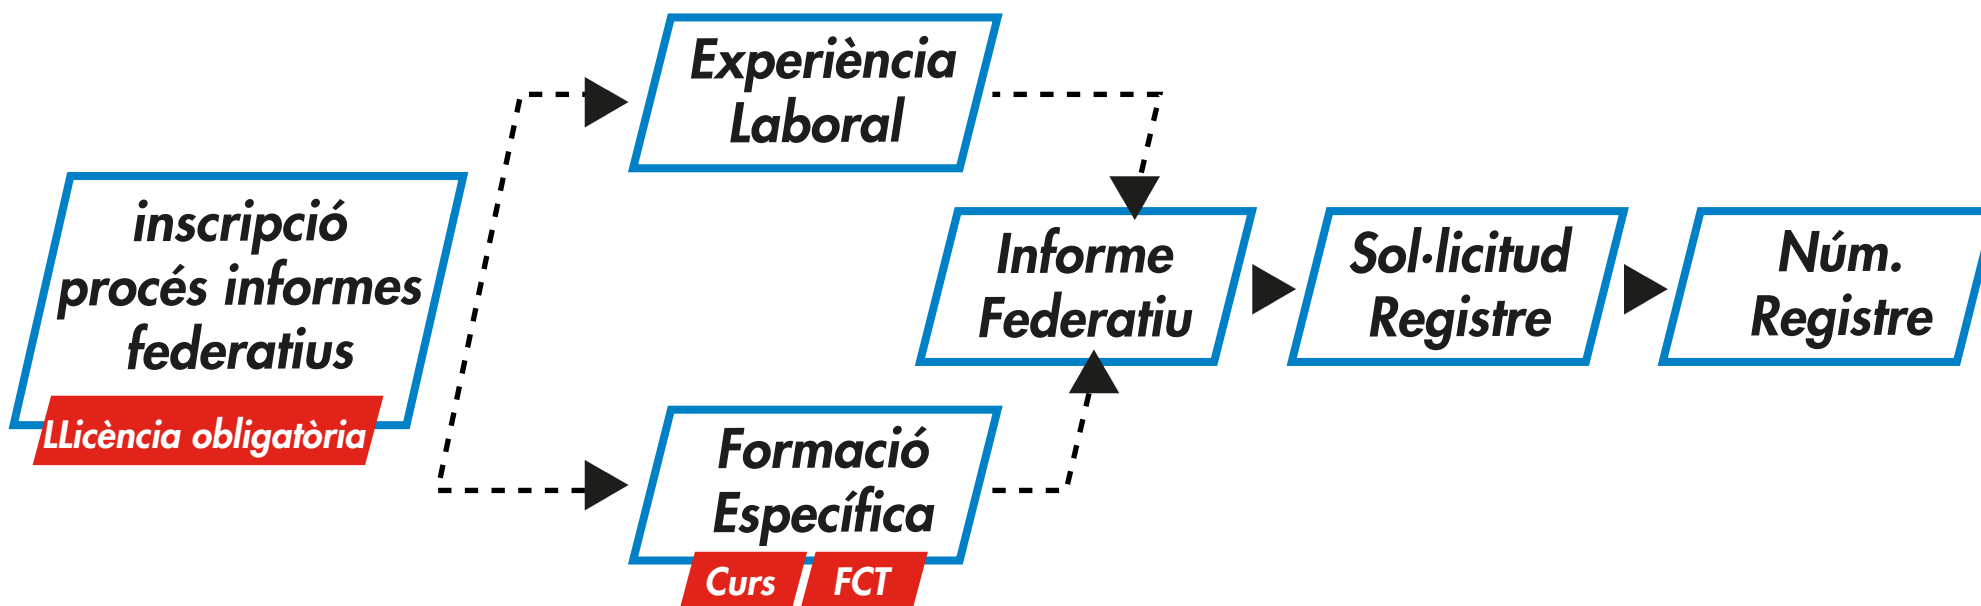 inscripció
procés informes
federatius
LLicència obligatòria
Experiència
Laboral
Formació
Específica
Curs
FCT
Informe
Federatiu
Sol·licitud
Registre
Núm.
Registre